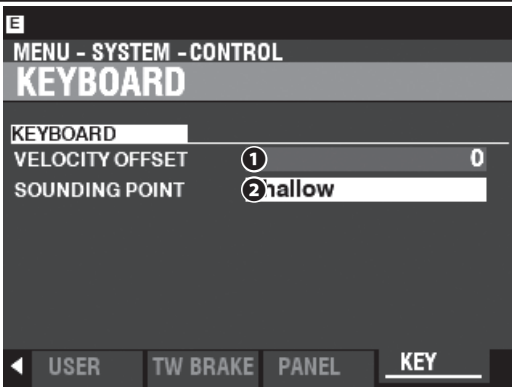 E
MENU - SYSTEM - CONTROL
KEYBOARD
KEYBOARD
VELOCITY OFFSET 1 0
SOUNDING POINT 2 hallow
◀ USER TW BRAKE PANEL KEY